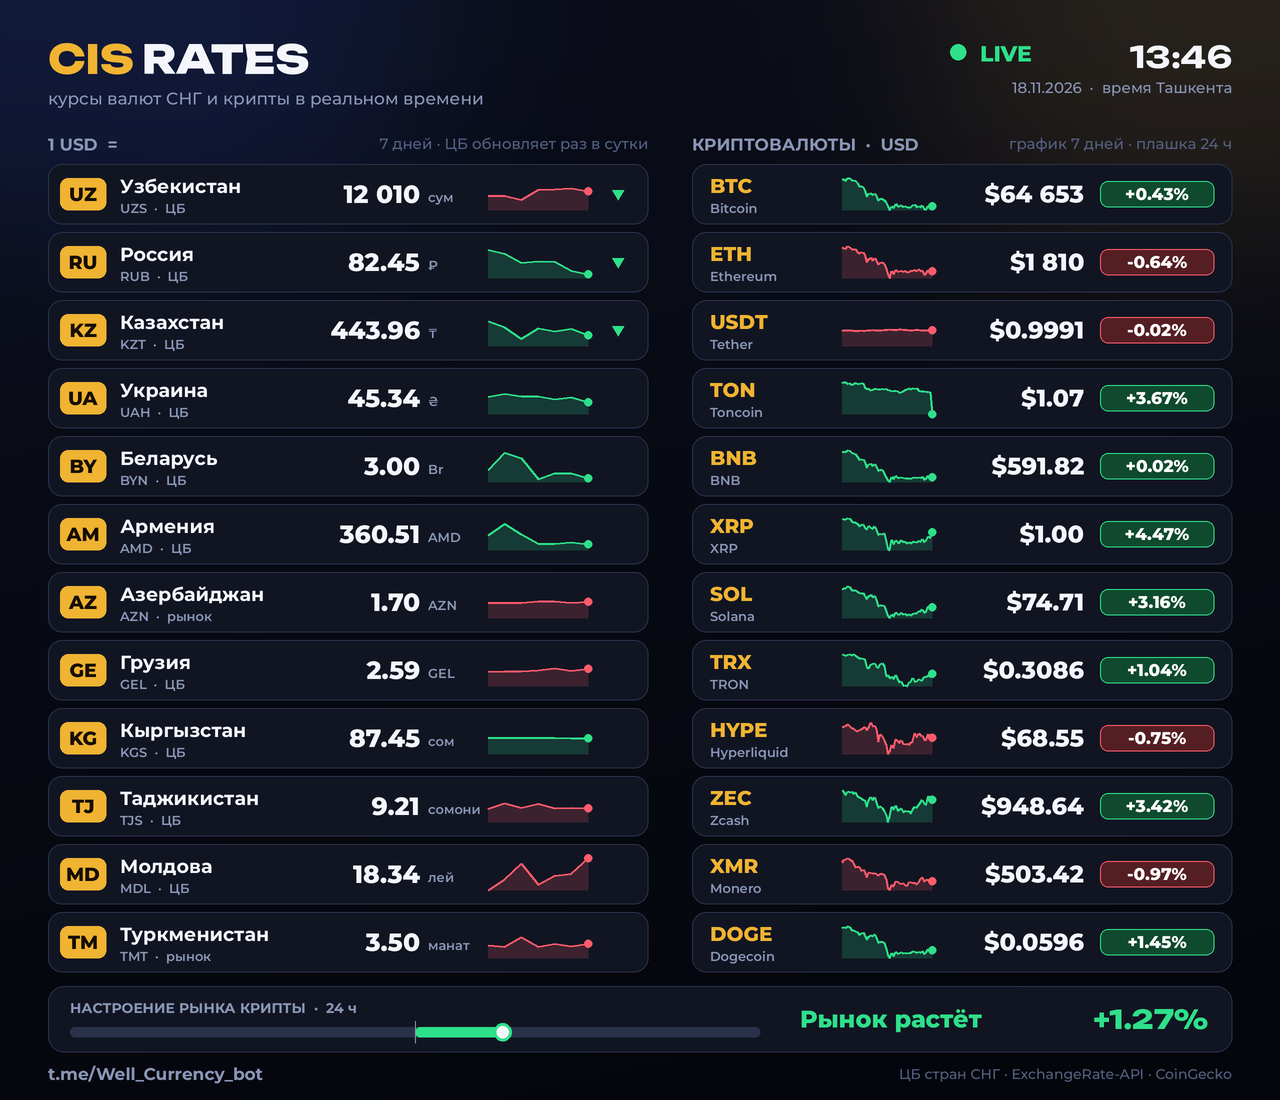 CIS RATES
курсы валют СНГ и крипты в реальном времени
LIVE 13:46
18.11.2026 · время Ташкента
1 USD =
7 дней · ЦБ обновляет раз в сутки
UZ Узбекистан 12 010 сум
UZS · ЦБ
RU Россия 82.45 ₽
RUB · ЦБ
KZ Казахстан 443.96 ₸
KZT · ЦБ
UA Украина 45.34 ₴
UAH · ЦБ
BY Беларусь 3.00 Br
BYN · ЦБ
AM Армения 360.51 AMD
AMD · ЦБ
AZ Азербайджан 1.70 AZN
AZN · рынок
GE Грузия 2.59 GEL
GEL · ЦБ
KG Кыргызстан 87.45 сом
KGS · ЦБ
TJ Таджикистан 9.21 сомони
TJS · ЦБ
MD Молдова 18.34 лей
MDL · ЦБ
TM Туркменистан 3.50 манат
TMT · рынок
КРИПТОВАЛЮТЫ · USD
график 7 дней · плашка 24 ч
BTC $64 653 +0.43%
Bitcoin
ETH $1 810 -0.64%
Ethereum
USDT $0.9991 -0.02%
Tether
TON $1.07 +3.67%
Toncoin
BNB $591.82 +0.02%
BNB
XRP $1.00 +4.47%
XRP
SOL $74.71 +3.16%
Solana
TRX $0.3086 +1.04%
TRON
HYPE $68.55 -0.75%
Hyperliquid
ZEC $948.64 +3.42%
Zcash
XMR $503.42 -0.97%
Monero
DOGE $0.0596 +1.45%
Dogecoin
НАСТРОЕНИЕ РЫНКА КРИПТЫ · 24 ч
Рынок растёт +1.27%
t.me/Well_Currency_bot
ЦБ стран СНГ · ExchangeRate-API · CoinGecko